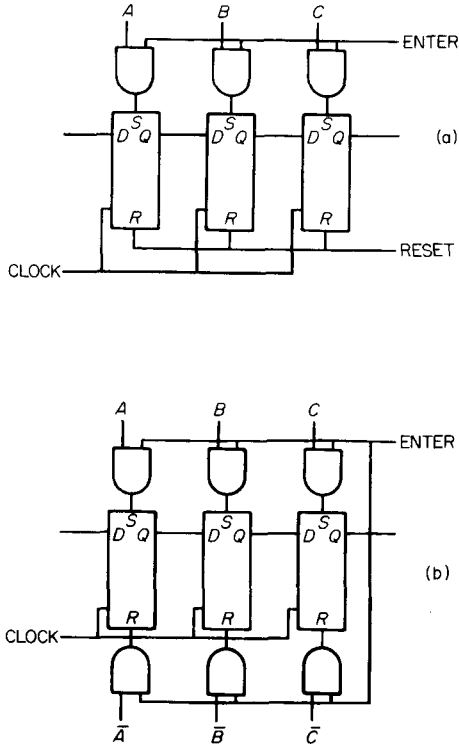 A B C
ENTER
S S S
D Q D Q D Q (a)
R R R
RESET
CLOCK
A B C
ENTER
S S S
D Q D Q D Q
(b)
R R R
CLOCK
A̅ B̅ C̅